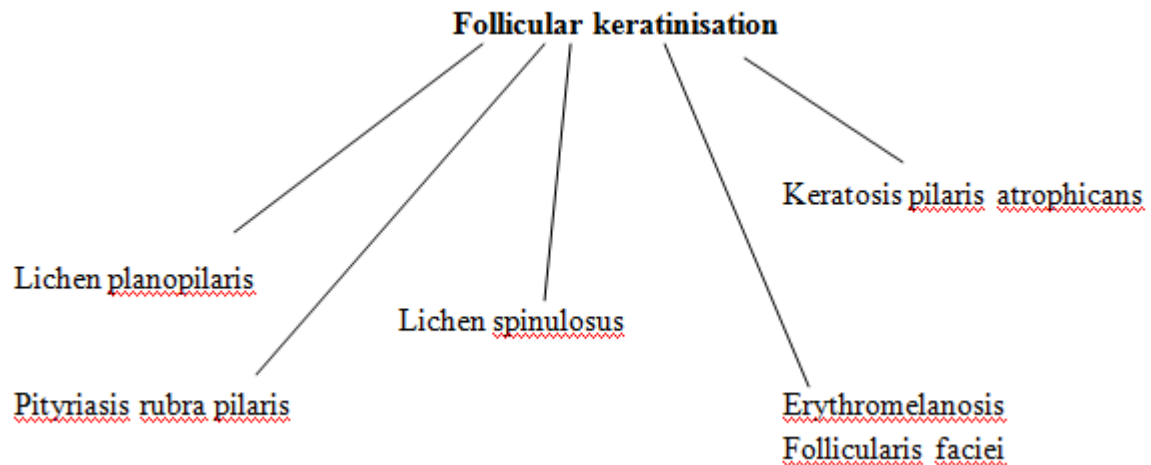 Follicular keratinisation
Keratosis pilaris atrophicans
Lichen planopilaris
Lichen spinulosus
Pityriasis rubra pilaris
Erythromelanosis
Follicularis faciei